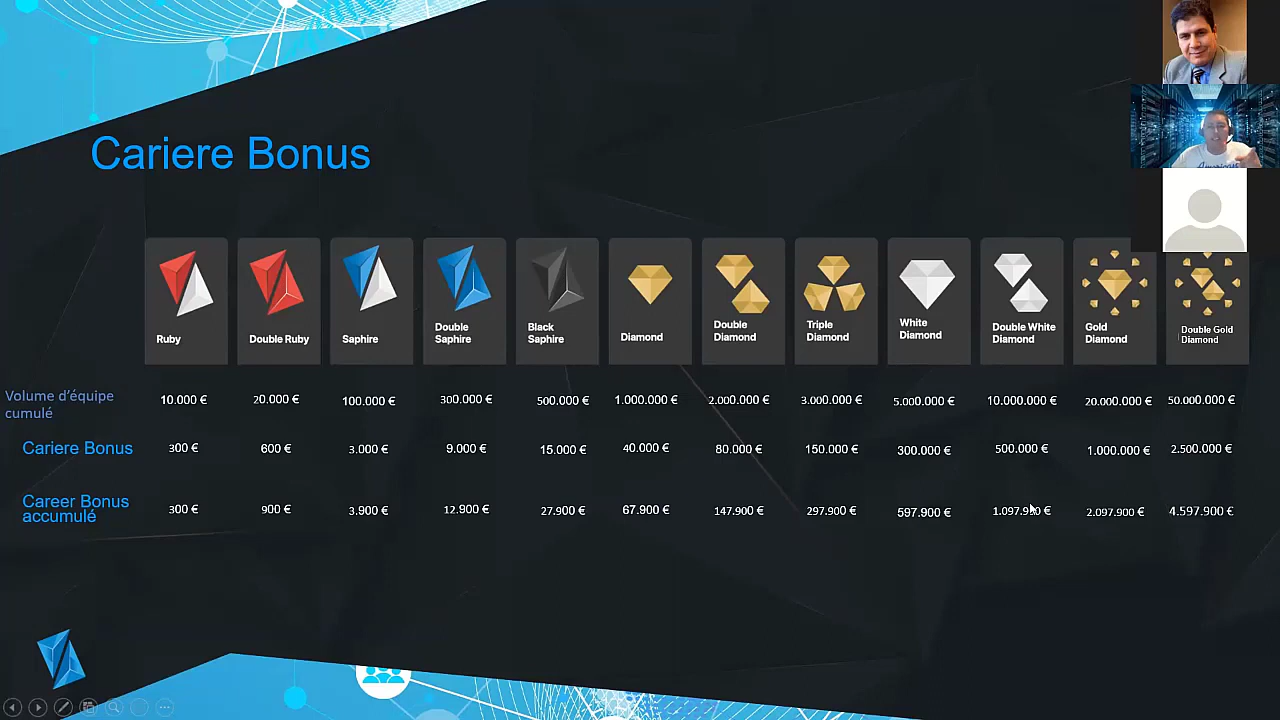 Cariere Bonus
Ruby
Double Ruby
Saphire
Double
Saphire
Black
Saphire
Diamond
Double
Diamond
Triple
Diamond
White
Diamond
Double White
Diamond
Gold
Diamond
Double Gold
Diamond
Volume d'équipe
cumulé
10.000 € 20.000 € 100.000 € 300.000 € 500.000 € 1.000.000 € 2.000.000 € 3.000.000 € 5.000.000 € 10.000.000 € 20.000.000 € 50.000.000 €
Cariere Bonus 300 € 600 € 3.000 € 9.000 € 15.000 € 40.000 € 80.000 € 150.000 € 300.000 € 500.000 € 1.000.000 € 2.500.000 €
Career Bonus
accumulé
300 € 900 € 3.900 € 12.900 € 27.900 € 67.900 € 147.900 € 297.900 € 597.900 € 1.097.900 € 2.097.900 € 4.597.900 €